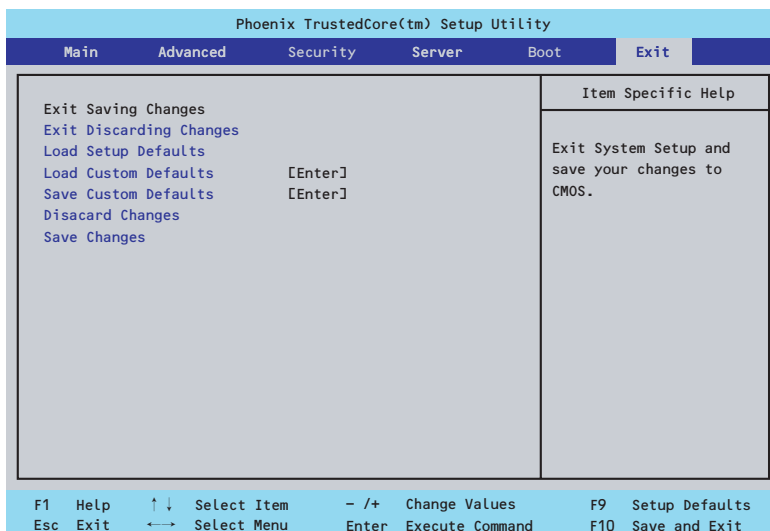 Phoenix TrustedCore(tm) Setup Utility
Main Advanced Security Server Boot Exit
Exit Saving Changes
Exit Discarding Changes
Load Setup Defaults
Load Custom Defaults [Enter]
Save Custom Defaults [Enter]
Disacard Changes
Save Changes
Item Specific Help
Exit System Setup and
save your changes to
CMOS.
F1 Help ↑↓ Select Item – /+ Change Values F9 Setup Defaults
Esc Exit ←→ Select Menu Enter Execute Command F10 Save and Exit